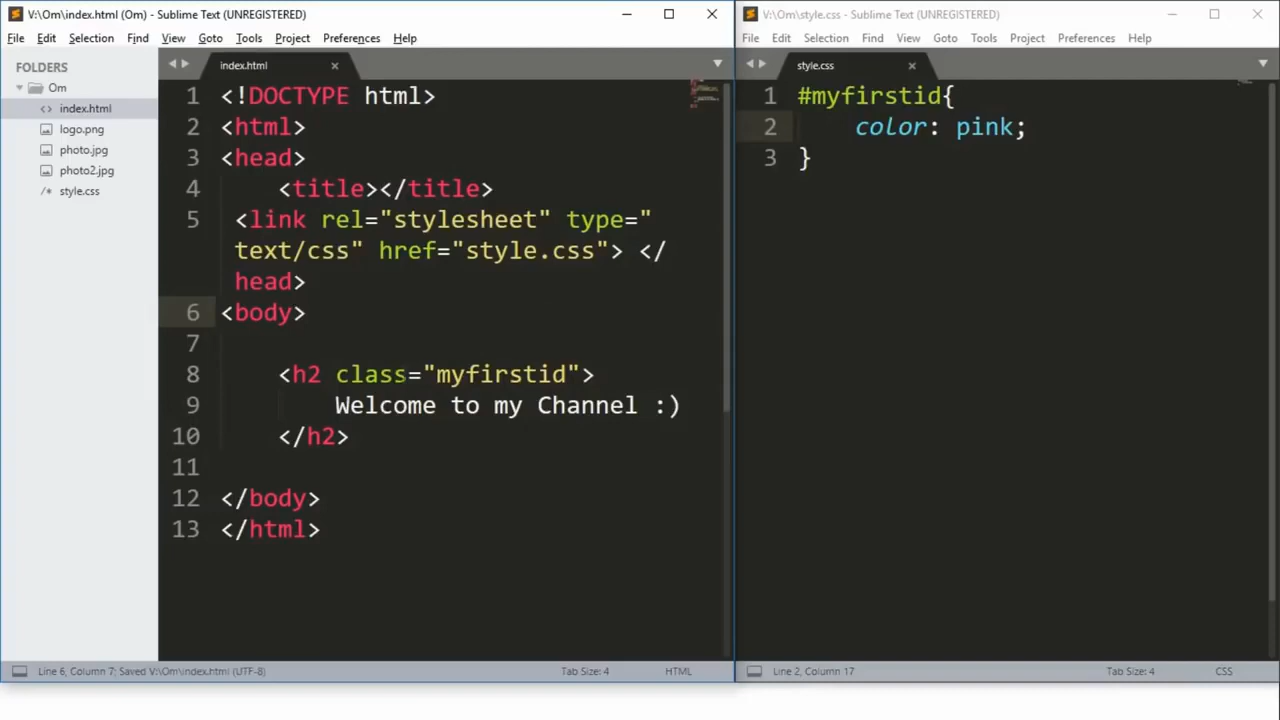 V:\Om\index.html (Om) - Sublime Text (UNREGISTERED)
File Edit Selection Find View Goto Tools Project Preferences Help
FOLDERS
Om
index.html
logo.png
photo.jpg
photo2.jpg
style.css
index.html
1 <!DOCTYPE html>
2 <html>
3 <head>
4 <title></title>
5 <link rel="stylesheet" type="
text/css" href="style.css"> </
head>
6 <body>
7
8 <h2 class="myfirstid">
9 Welcome to my Channel :)
10 </h2>
11
12 </body>
13 </html>
Line 6, Column 7; Saved V:\Om\index.html (UTF-8) Tab Size: 4 HTML
V:\Om\style.css - Sublime Text (UNREGISTERED)
File Edit Selection Find View Goto Tools Project Preferences Help
style.css
1 #myfirstid{
2 color: pink;
3 }
Line 2, Column 17 Tab Size: 4 CSS